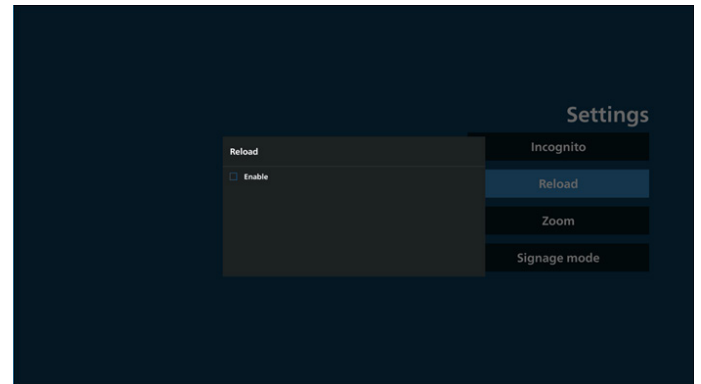 Settings
Incognito
Reload
Enable
Reload
Zoom
Signage mode